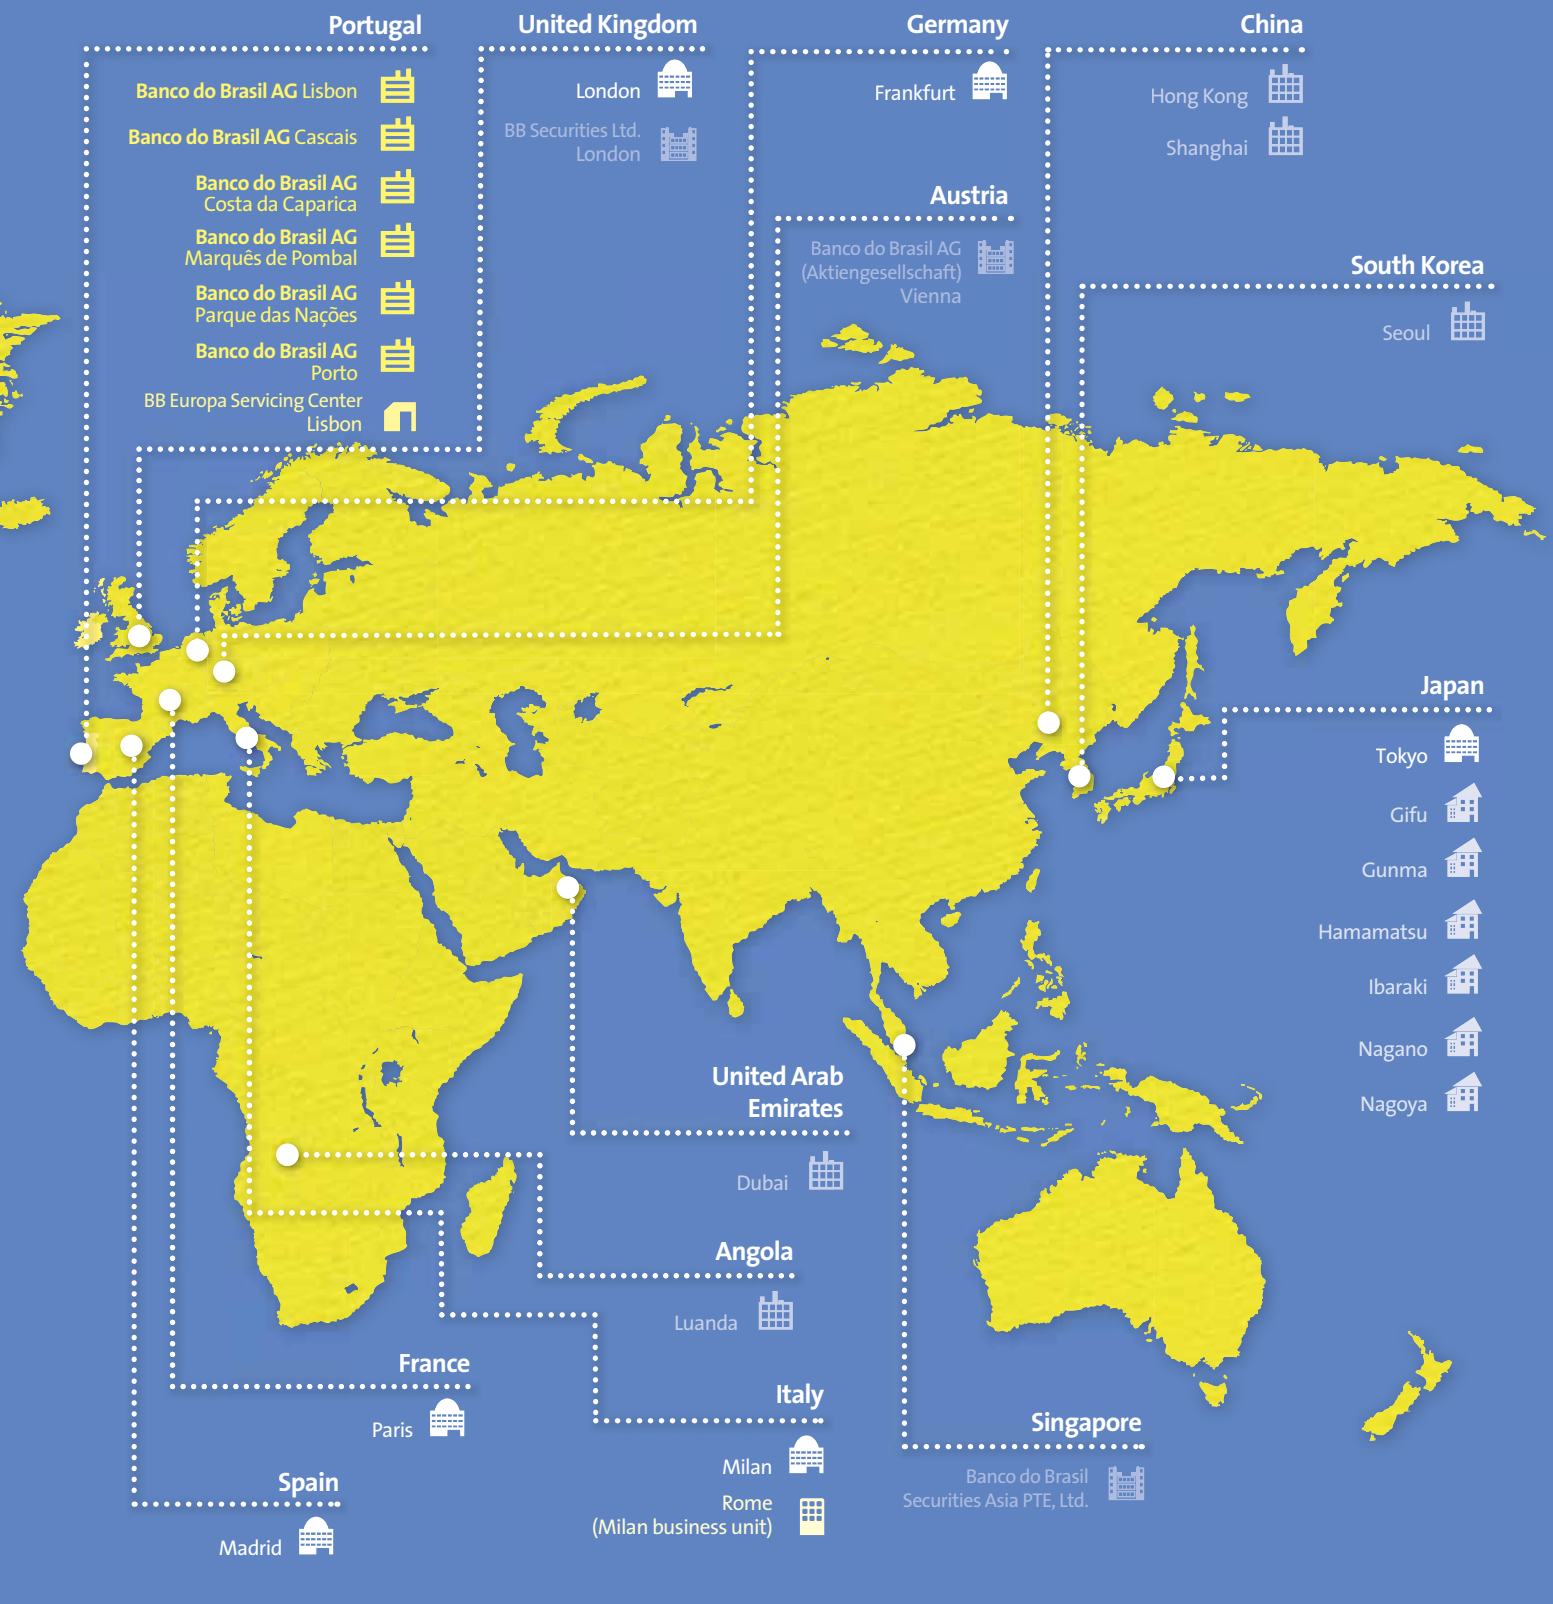 Portugal
Banco do Brasil AG Lisbon
Banco do Brasil AG Cascais
Banco do Brasil AG
Costa da Caparica
Banco do Brasil AG
Marquês de Pombal
Banco do Brasil AG
Parque das Nações
Banco do Brasil AG
Porto
BB Europa Servicing Center
Lisbon
United Kingdom
London
BB Securities Ltd.
London
Germany
Frankfurt
Austria
Banco do Brasil AG
(Aktiengesellschaft)
Vienna
China
Hong Kong
Shanghai
South Korea
Seoul
Japan
Tokyo
Gifu
Gunma
Hamamatsu
Ibaraki
Nagano
Nagoya
United Arab
Emirates
Dubai
Angola
Luanda
France
Paris
Italy
Milan
Rome
(Milan business unit)
Singapore
Banco do Brasil
Securities Asia PTE, Ltd.
Spain
Madrid